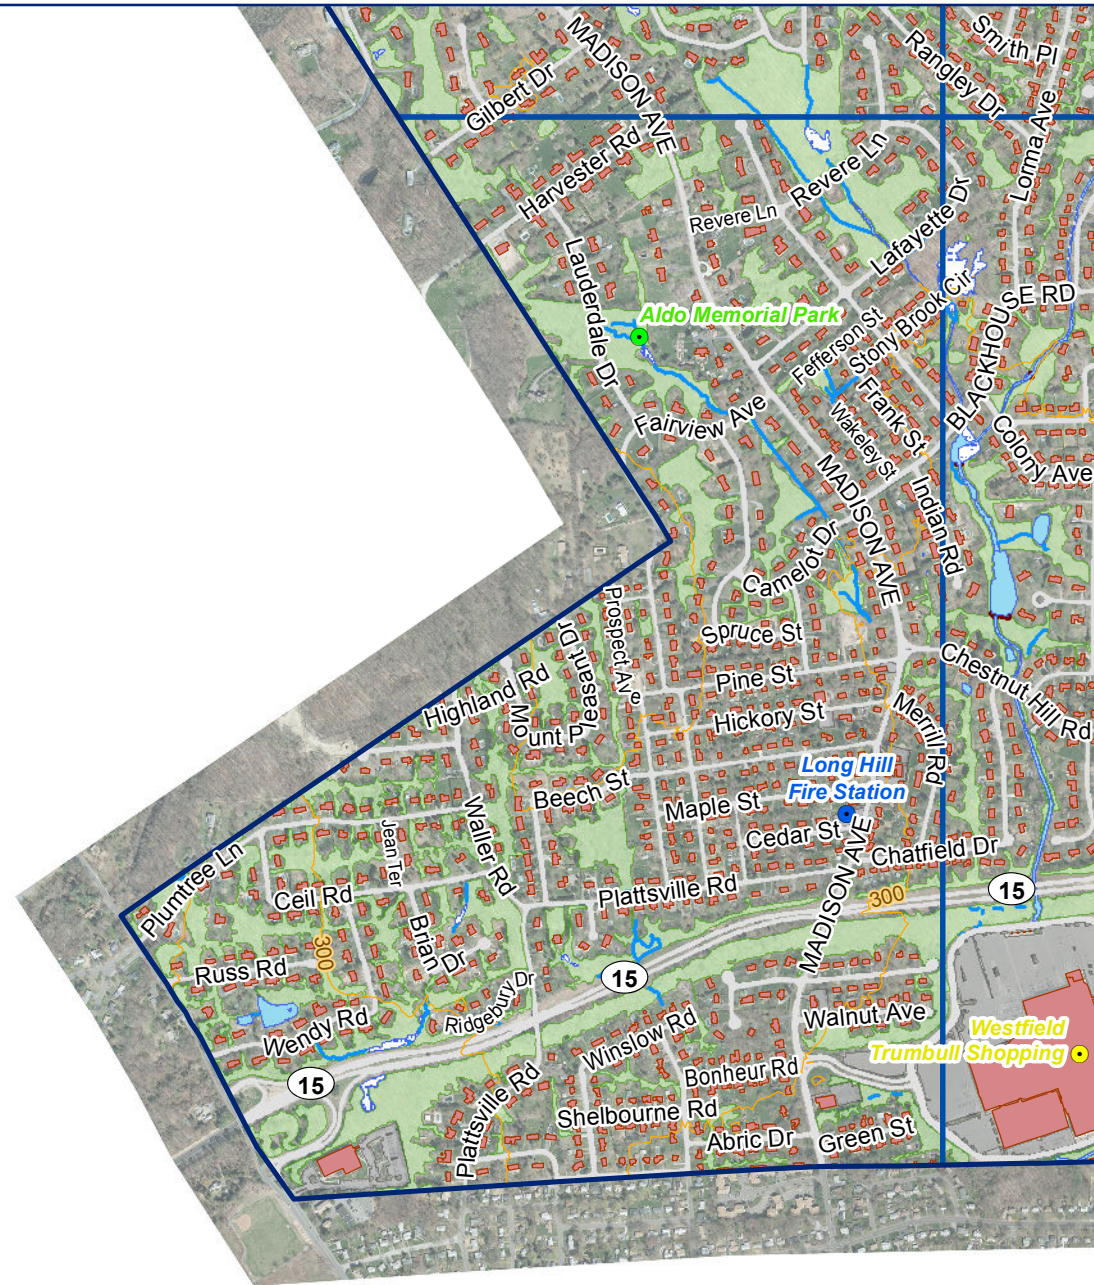 Smith Pl
MADISON AVE
Rangley Dr
Gilbert Dr
Lorma Ave
Harvester Rd
Revere Ln
Revere Ln
Lafayette Dr
Lauderdale Dr
Stony Brook Cir
BLACKHOUSE RD
Aldo Memorial Park
Fefferson St
Frank St
Fairview Ave
Wakeley St
Colony Ave
MADISON AVE
Indian Rd
Camelot Dr
Prospect Ave
Spruce St
Mount Pleasant Dr
Chestnut Hill Rd
Highland Rd
Pine St
Hickory St
Merrill Rd
Long Hill
Fire Station
Beech St
Maple St
Waller Rd
Jean Ter
Cedar St
MADISON AVE
Chatfield Dr
Plumtree Ln
Ceil Rd
Plattsville Rd
300
15
Brian Dr
300
Russ Rd
15
Ridgebury Dr
Wendy Rd
Winslow Rd
Walnut Ave
Westfield
Trumbull Shopping
15
Bonheur Rd
Plattsville Rd
Shelbourne Rd
Abric Dr
Green St